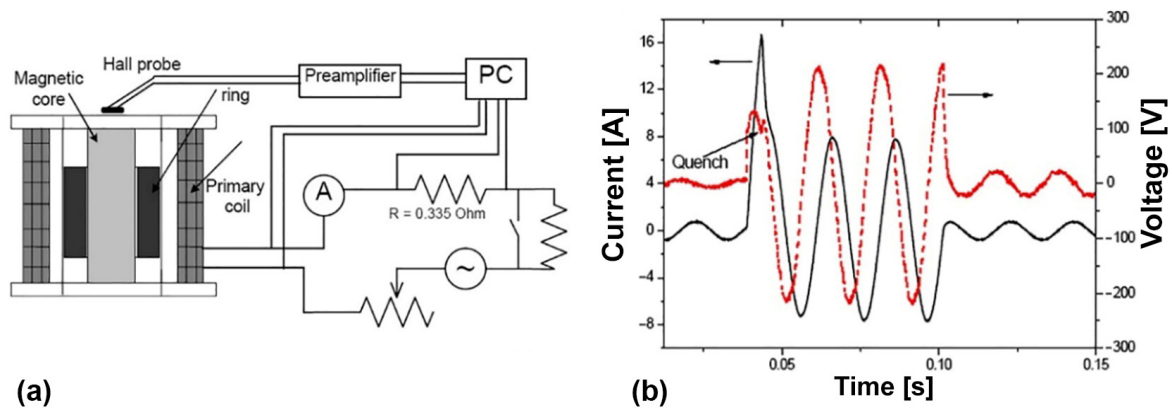 Hall probe
Magnetic
core
ring
Preamplifier
PC
Primary
coil
A
R = 0.335 Ohm
~
(a)
Current [A]
16
12
8
4
0
-4
-8
Quench
300
200
100
0
-100
-200
-300
Voltage [V]
0.05
0.10
0.15
Time [s]
(b)